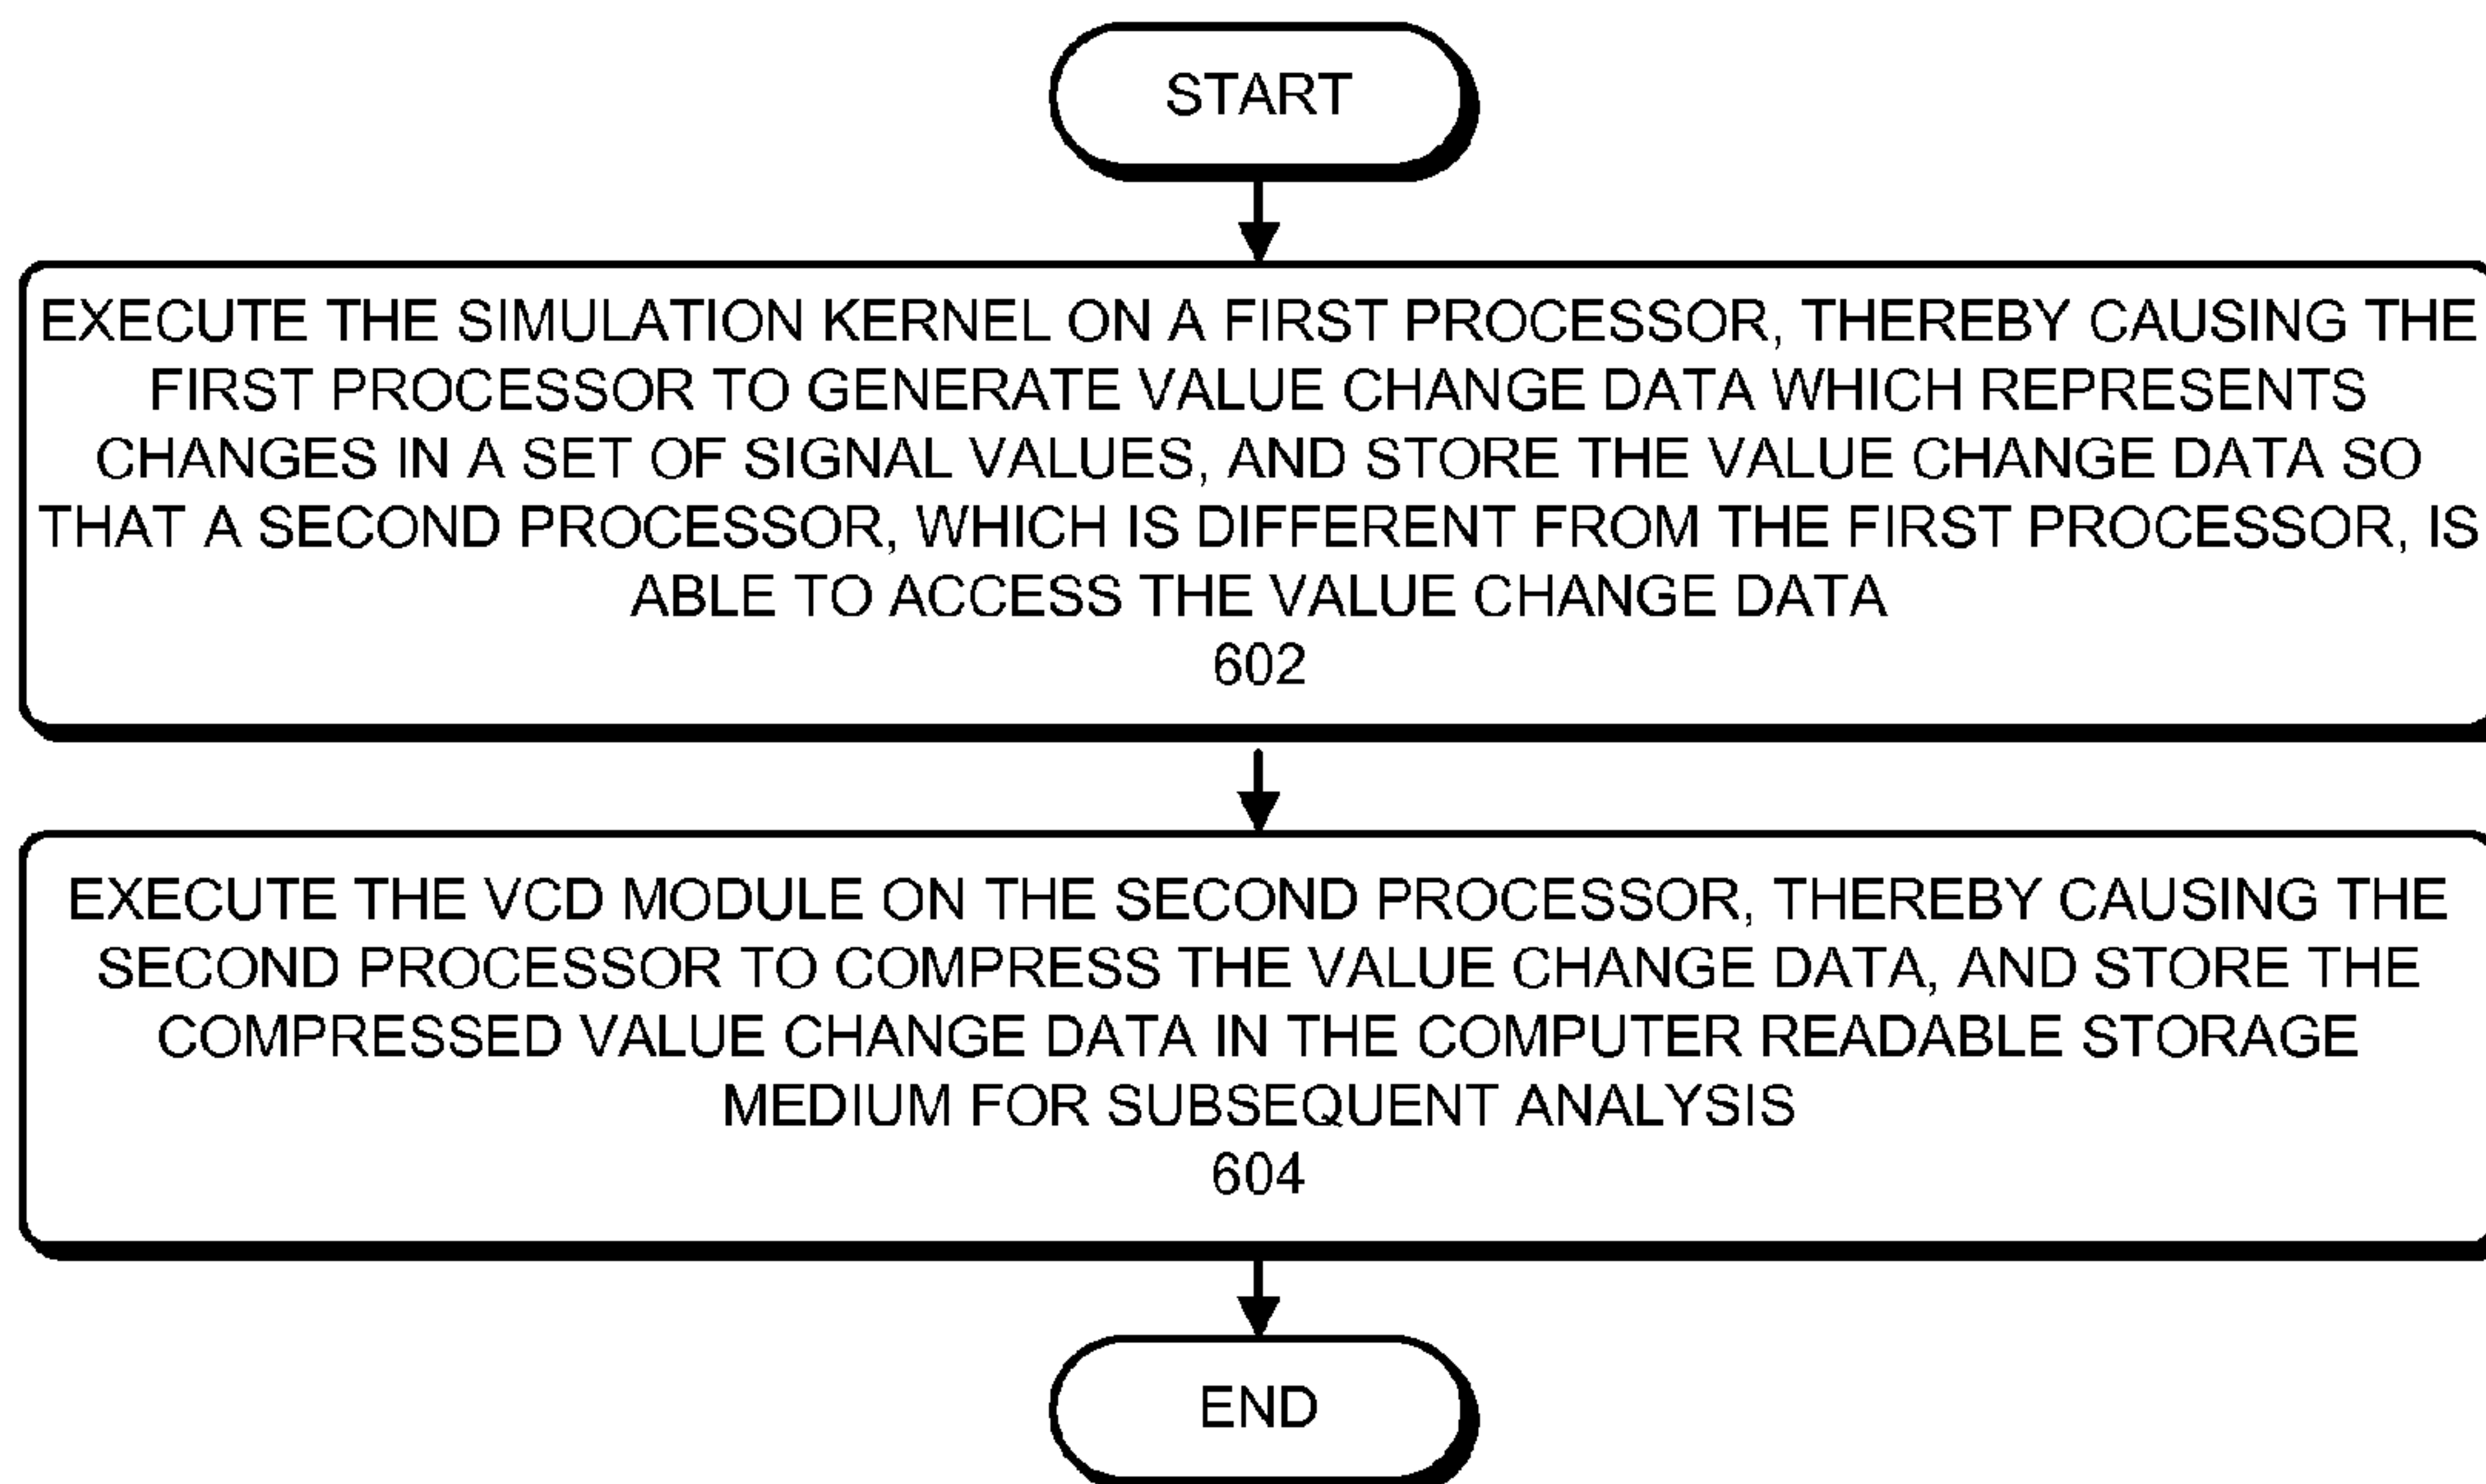 START
EXECUTE THE SIMULATION KERNEL ON A FIRST PROCESSOR, THEREBY CAUSING THE
FIRST PROCESSOR TO GENERATE VALUE CHANGE DATA WHICH REPRESENTS
CHANGES IN A SET OF SIGNAL VALUES, AND STORE THE VALUE CHANGE DATA SO
THAT A SECOND PROCESSOR, WHICH IS DIFFERENT FROM THE FIRST PROCESSOR, IS
ABLE TO ACCESS THE VALUE CHANGE DATA
602
EXECUTE THE VCD MODULE ON THE SECOND PROCESSOR, THEREBY CAUSING THE
SECOND PROCESSOR TO COMPRESS THE VALUE CHANGE DATA, AND STORE THE
COMPRESSED VALUE CHANGE DATA IN THE COMPUTER READABLE STORAGE
MEDIUM FOR SUBSEQUENT ANALYSIS
604
END